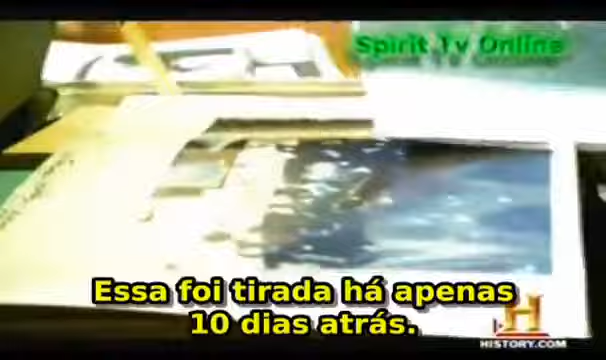 Spirit Tv Online
Essa foi tirada há apenas
10 dias atrás.
H
HISTORY.COM